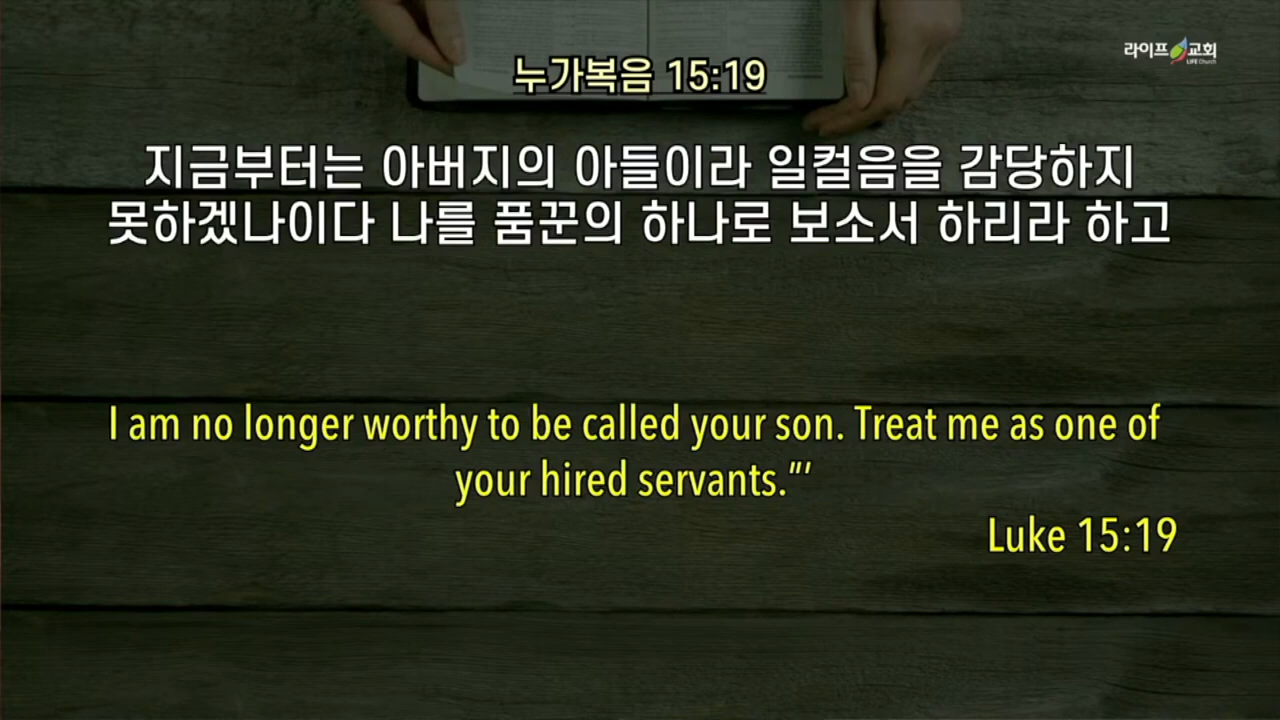 라이프교회
LIFE Church
누가복음 15:19
지금부터는 아버지의 아들이라 일컬음을 감당하지
못하겠나이다 나를 품꾼의 하나로 보소서 하리라 하고
I am no longer worthy to be called your son. Treat me as one of
your hired servants.”’
Luke 15:19